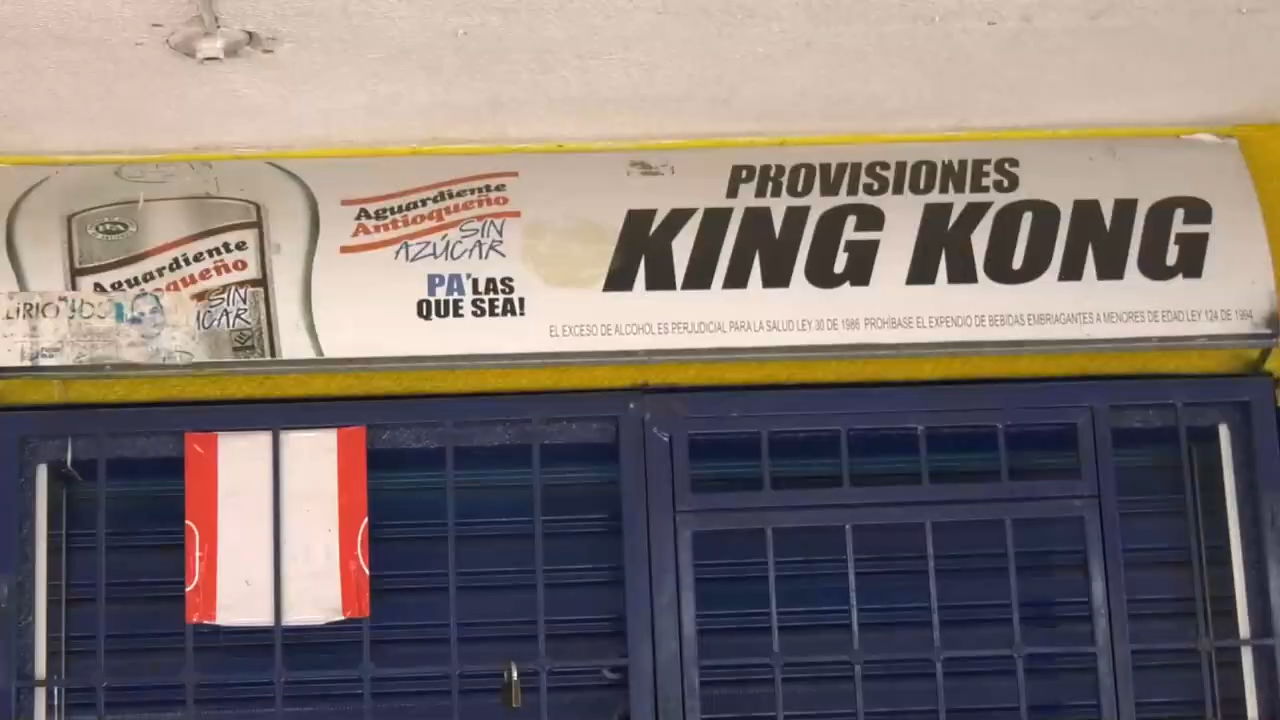 Aguardiente
Antioqueño
SIN
AZÚCAR
PA' LAS
QUE SEA!
PROVISIONES
KING KONG
EL EXCESO DE ALCOHOL ES PERJUDICIAL PARA LA SALUD LEY 30 DE 1986 PROHÍBASE EL EXPENDIO DE BEBIDAS EMBRIAGANTES A MENORES DE EDAD LEY 124 DE 1994
Aguardiente
oqueño
SIN
ÚCAR